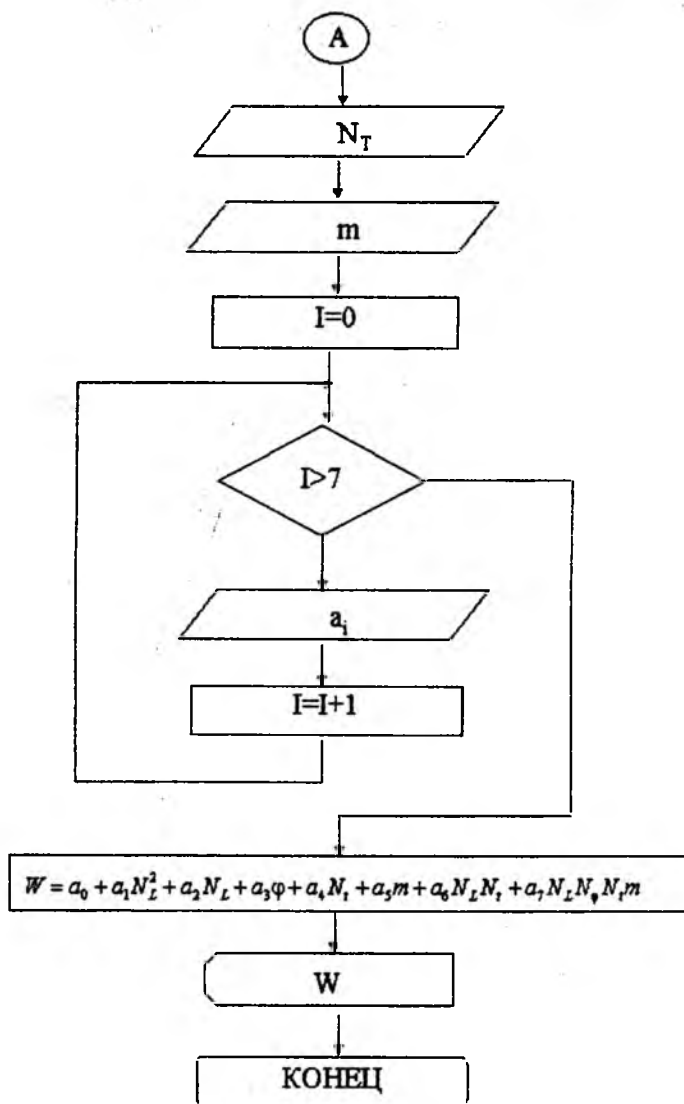 A
N_T
m
I=0
I>7
a_i
I=I+1
W = a_0 + a_1N_L^2 + a_2N_L + a_3φ + a_4N_t + a_5m + a_6N_LN_t + a_7N_LN_φN_tm
W
КОНЕЦ